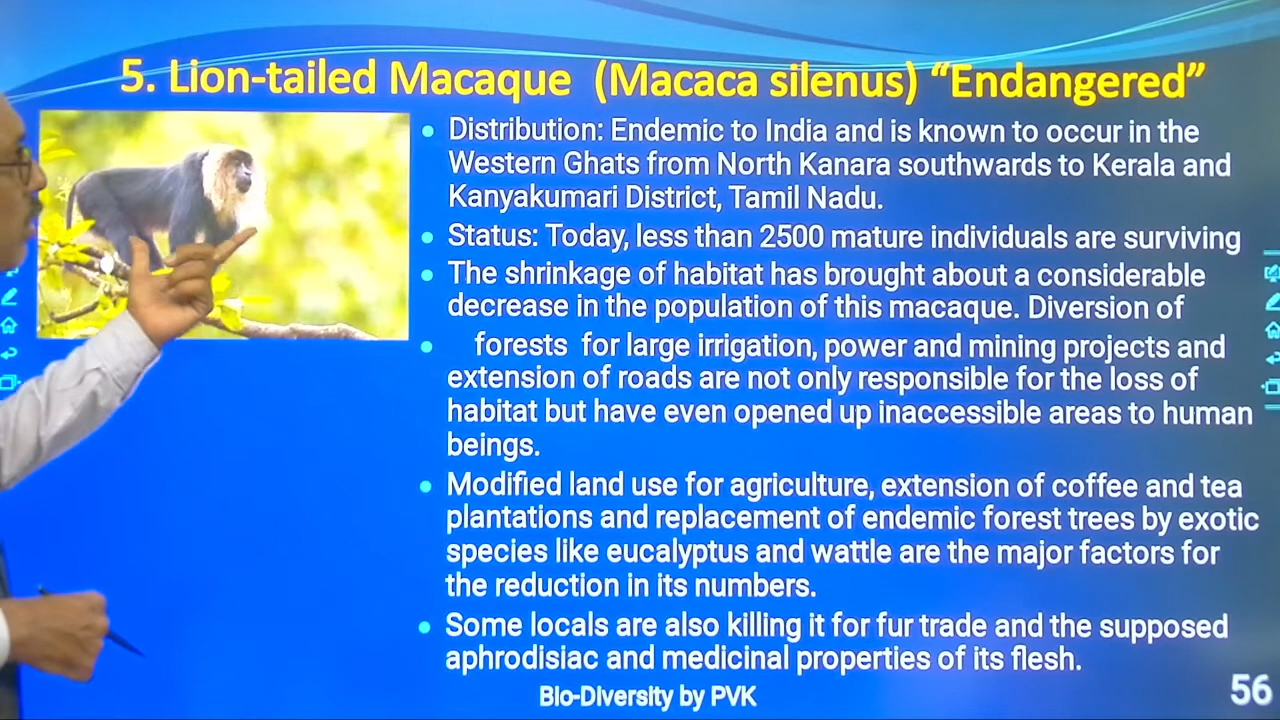 5. Lion-tailed Macaque (Macaca silenus) “Endangered”
• Distribution: Endemic to India and is known to occur in the
Western Ghats from North Kanara southwards to Kerala and
Kanyakumari District, Tamil Nadu.
• Status: Today, less than 2500 mature individuals are surviving
• The shrinkage of habitat has brought about a considerable
decrease in the population of this macaque. Diversion of
• forests for large irrigation, power and mining projects and
extension of roads are not only responsible for the loss of
habitat but have even opened up inaccessible areas to human
beings.
• Modified land use for agriculture, extension of coffee and tea
plantations and replacement of endemic forest trees by exotic
species like eucalyptus and wattle are the major factors for
the reduction in its numbers.
• Some locals are also killing it for fur trade and the supposed
aphrodisiac and medicinal properties of its flesh.
Bio-Diversity by PVK
56